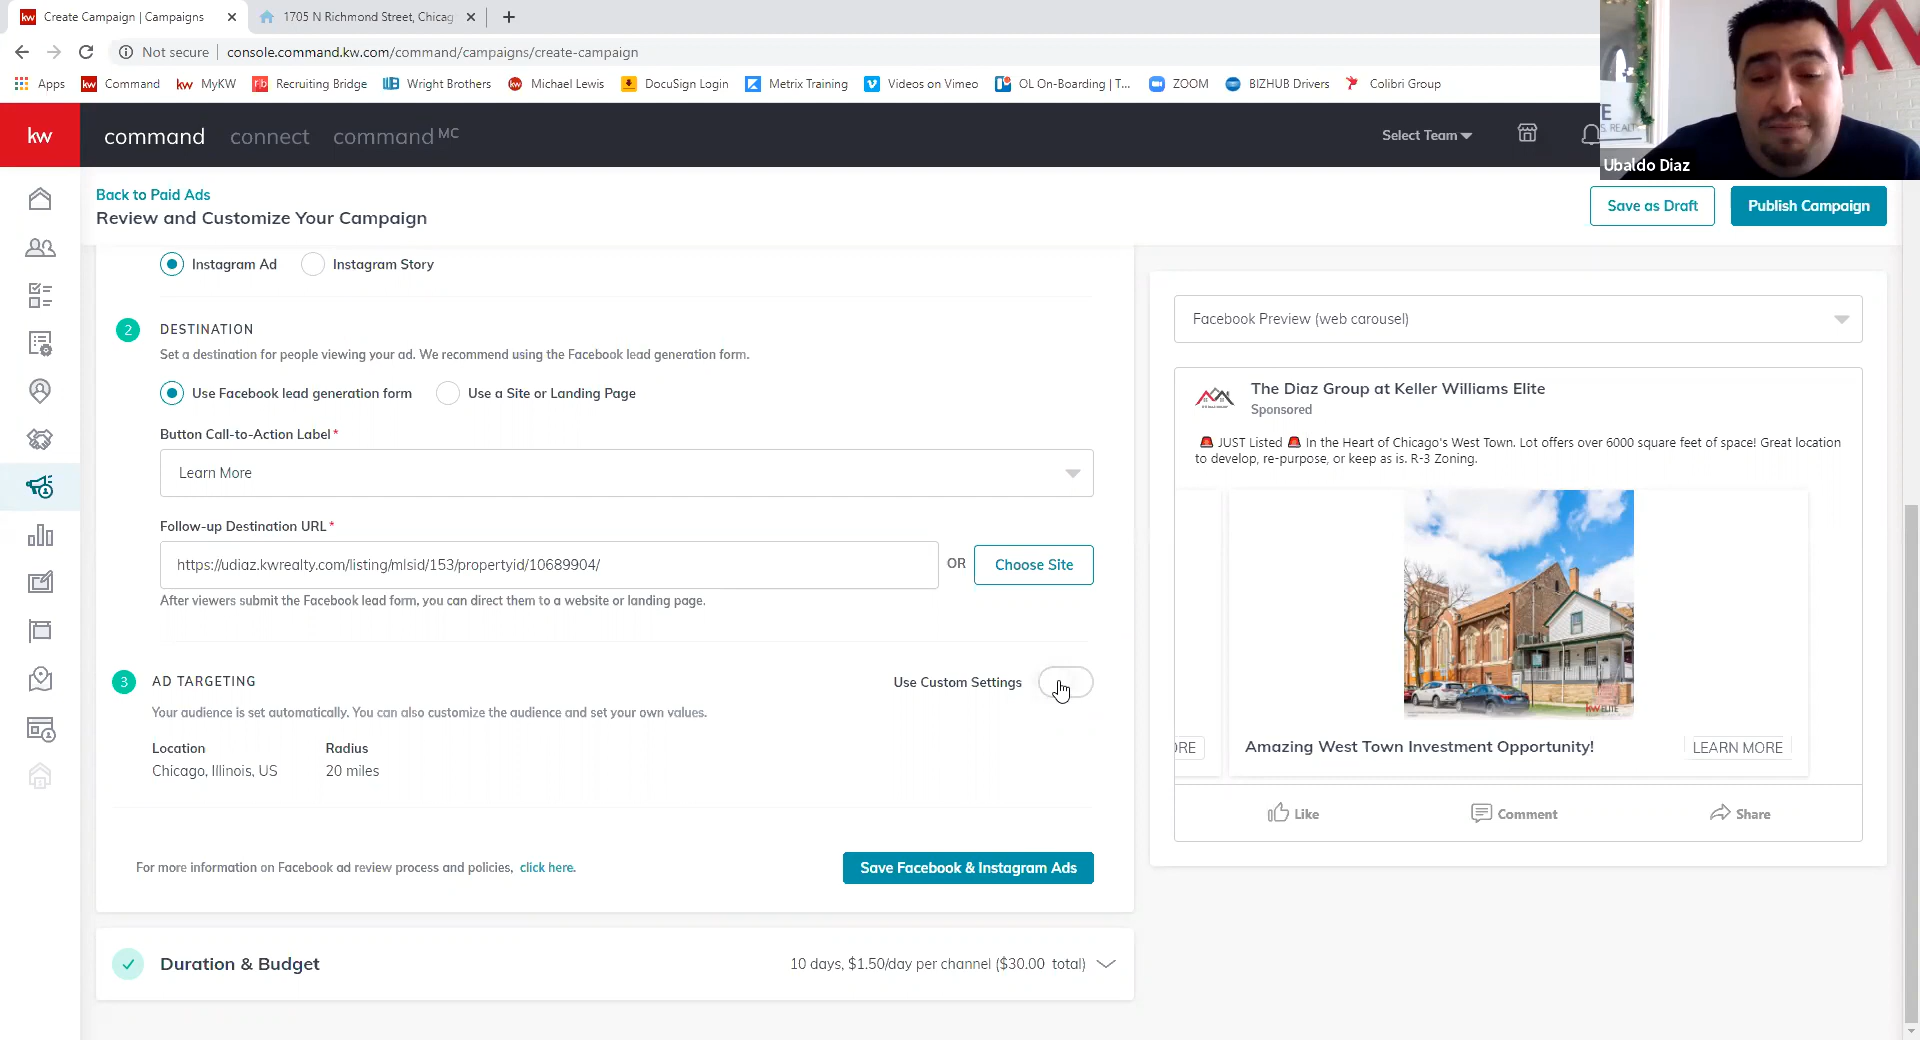 kw Create Campaign | Campaigns
1705 N Richmond Street, Chicag
Not secure
console.command.kw.com/command/campaigns/create-campaign
Apps
kw Command
kw MyKW
rb Recruiting Bridge
Wright Brothers
kw Michael Lewis
DocuSign Login
Metrix Training
Videos on Vimeo
OL On-Boarding | T...
ZOOM
BIZHUB Drivers
Colibri Group
kw
command
connect
command MC
Select Team
Ubaldo Diaz
Back to Paid Ads
Review and Customize Your Campaign
Save as Draft
Publish Campaign
Instagram Ad
Instagram Story
2 DESTINATION
Set a destination for people viewing your ad. We recommend using the Facebook lead generation form.
Use Facebook lead generation form
Use a Site or Landing Page
Button Call-to-Action Label*
Learn More
Follow-up Destination URL*
https://udiaz.kwrealty.com/listing/mlsid/153/propertyid/10689904/
OR
Choose Site
After viewers submit the Facebook lead form, you can direct them to a website or landing page.
3 AD TARGETING
Use Custom Settings
Your audience is set automatically. You can also customize the audience and set your own values.
Location
Radius
Chicago, Illinois, US
20 miles
For more information on Facebook ad review process and policies, click here.
Save Facebook & Instagram Ads
Duration & Budget
10 days, $1.50/day per channel ($30.00 total)
Facebook Preview (web carousel)
The Diaz Group at Keller Williams Elite
Sponsored
🚨 JUST Listed 🚨 In the Heart of Chicago's West Town. Lot offers over 6000 square feet of space! Great location
to develop, re-purpose, or keep as is. R-3 Zoning.
kw ELITE
ORE
Amazing West Town Investment Opportunity!
LEARN MORE
Like
Comment
Share